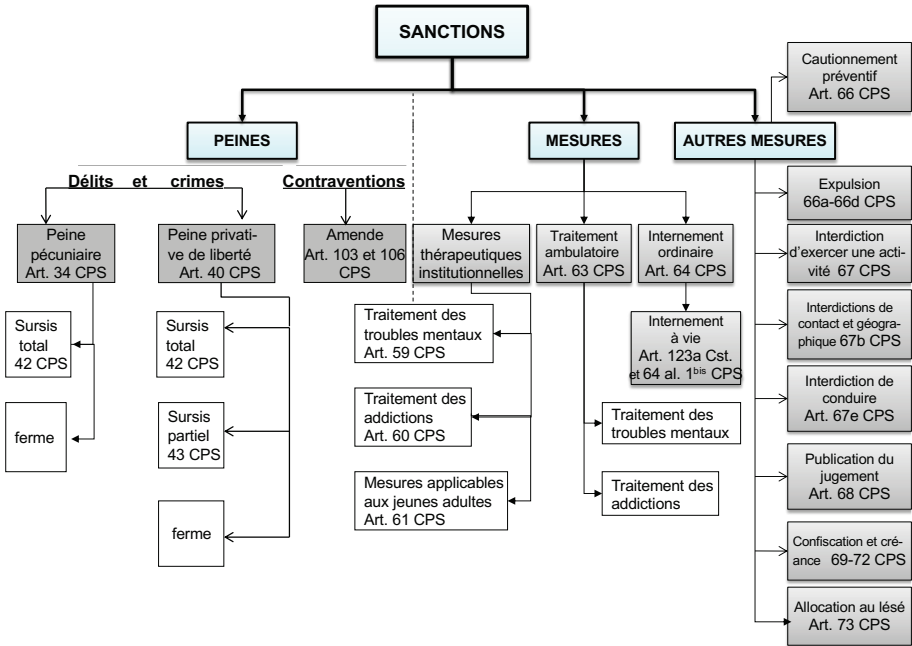 SANCTIONS
PEINES
MESURES
AUTRES MESURES
Cautionnement
préventif
Art. 66 CPS
Délits et crimes
Contraventions
Peine
pécuniaire
Art. 34 CPS
Peine privati-
ve de liberté
Art. 40 CPS
Amende
Art. 103 et 106
CPS
Mesures
thérapeutiques
institutionnelles
Traitement
ambulatoire
Art. 63 CPS
Internement
ordinaire
Art. 64 CPS
Expulsion
66a-66d CPS
Interdiction
d'exercer une acti-
vité 67 CPS
Sursis
total
42 CPS
ferme
Sursis
total
42 CPS
Sursis
partiel
43 CPS
ferme
Traitement des
troubles mentaux
Art. 59 CPS
Traitement des
addictions
Art. 60 CPS
Mesures applicables
aux jeunes adultes
Art. 61 CPS
Traitement des
troubles mentaux
Traitement des
addictions
Internement
à vie
Art. 123a Cst.
et 64 al. 1bis CPS
Interdictions de
contact et géogra-
phique 67b CPS
Interdiction de
conduire
Art. 67e CPS
Publication du
jugement
Art. 68 CPS
Confiscation et cré-
ance 69-72 CPS
Allocation au lésé
Art. 73 CPS